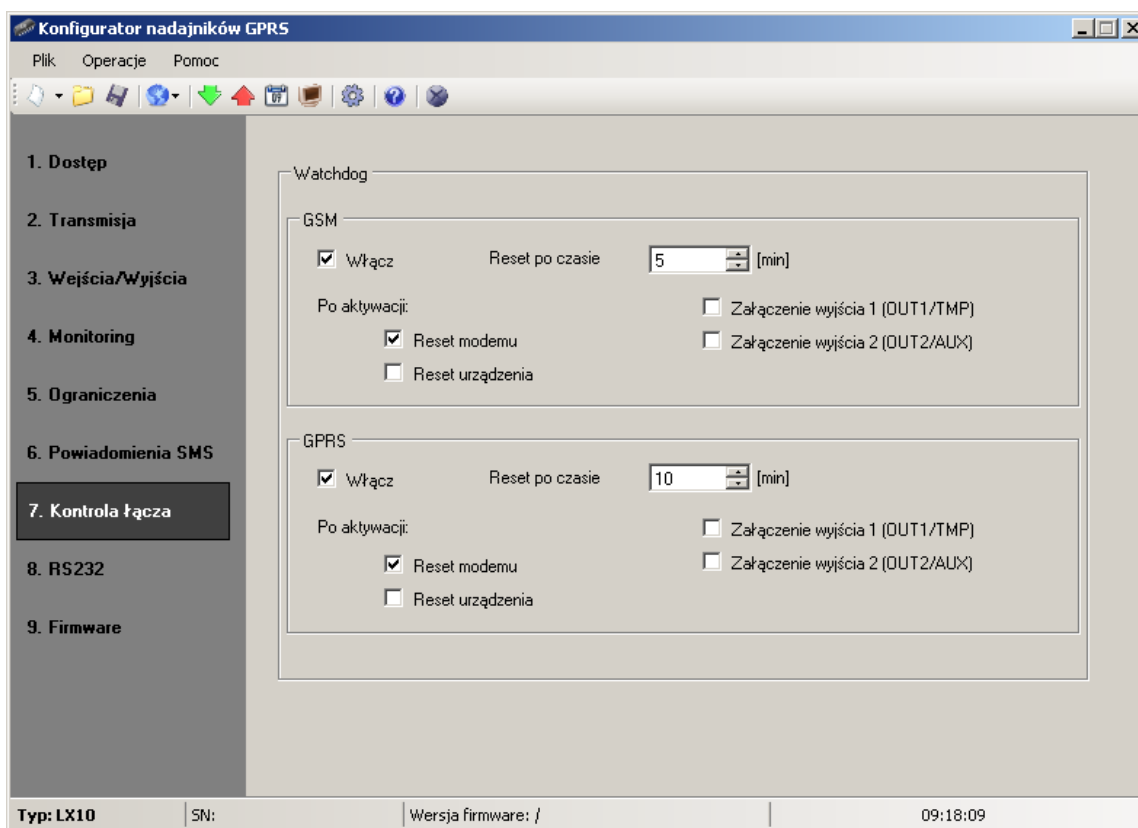 Konfigurator nadajników GPRS
Plik Operacje Pomoc
1. Dostęp
2. Transmisja
3. Wejścia/Wyjścia
4. Monitoring
5. Ograniczenia
6. Powiadomienia SMS
7. Kontrola łącza
8. RS232
9. Firmware
Watchdog
GSM
Włącz Reset po czasie 5 [min]
Po aktywacji: Załączenie wyjścia 1 (OUT1/TMP)
Reset modemu Załączenie wyjścia 2 (OUT2/AUX)
Reset urządzenia
GPRS
Włącz Reset po czasie 10 [min]
Po aktywacji: Załączenie wyjścia 1 (OUT1/TMP)
Reset modemu Załączenie wyjścia 2 (OUT2/AUX)
Reset urządzenia
Typ: LX10 SN: Wersja firmware: / 09:18:09